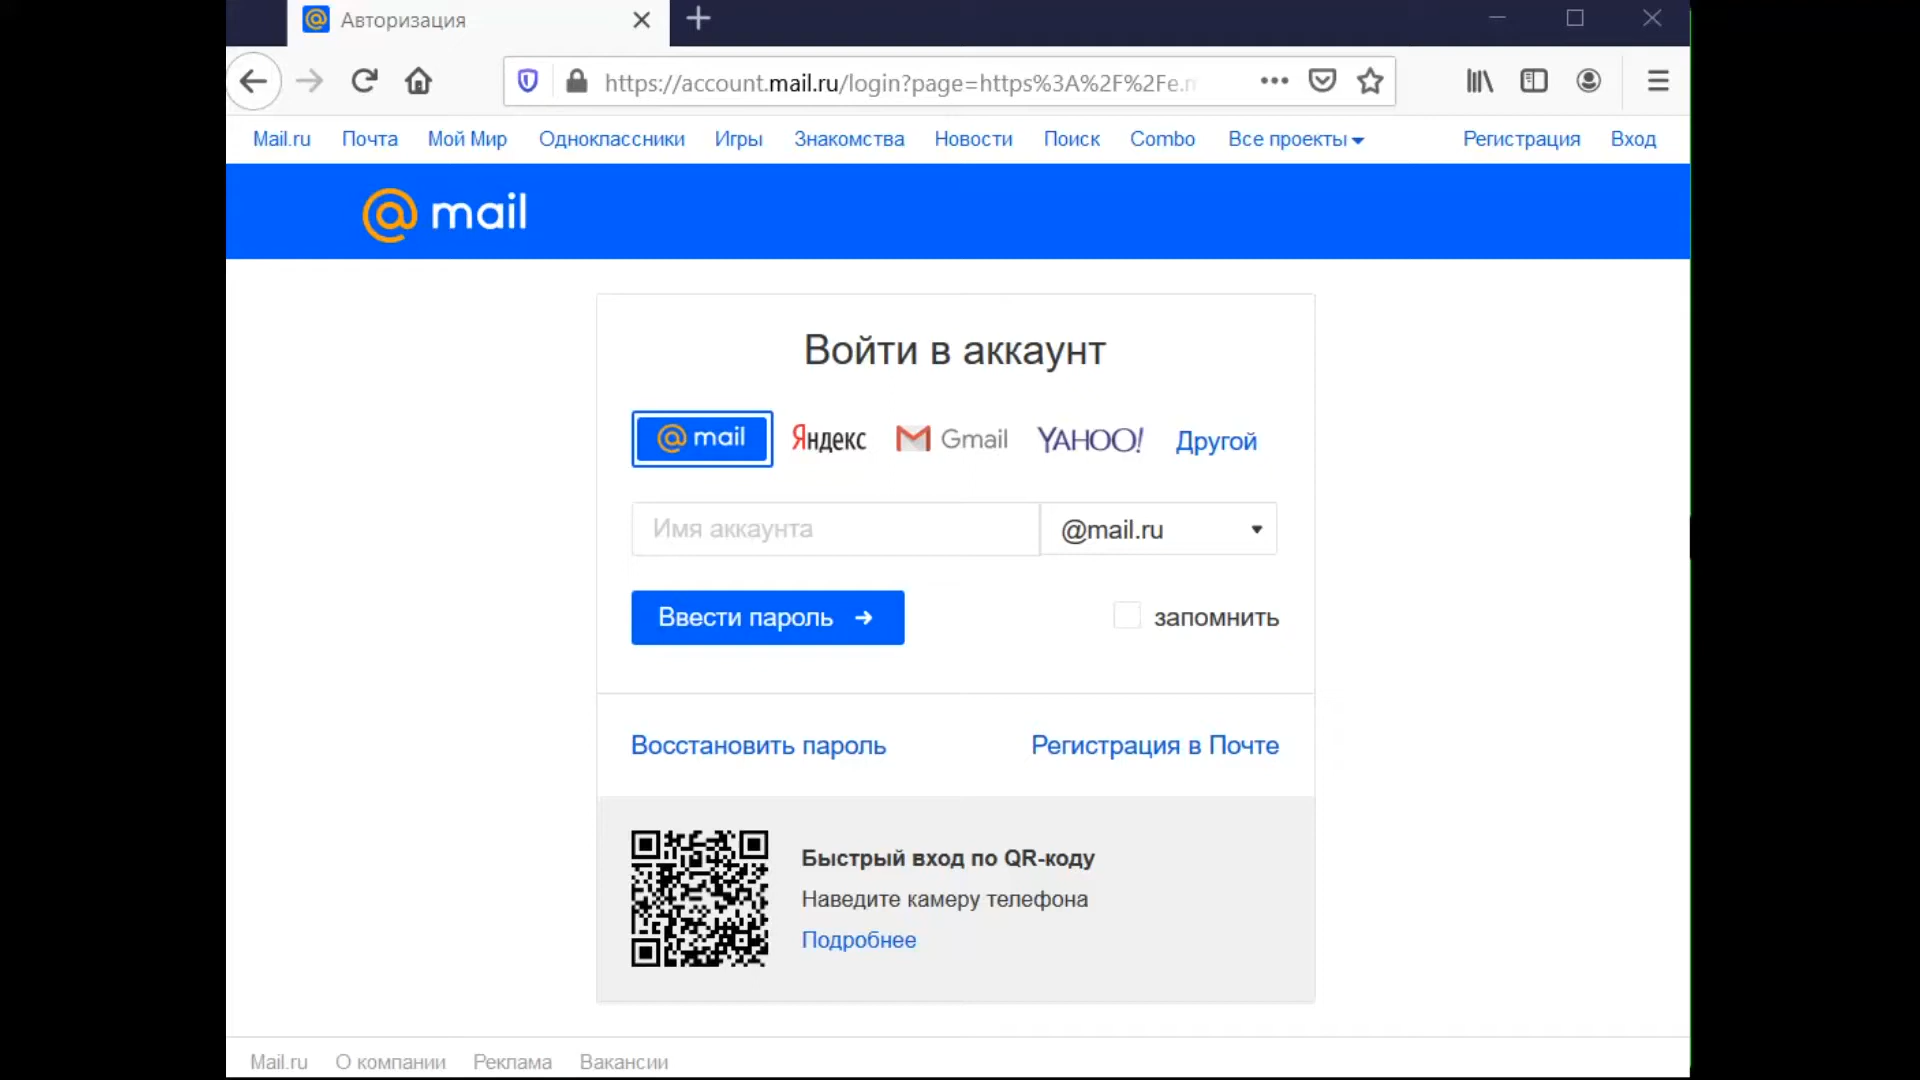 Авторизация
https://account.mail.ru/login?page=https%3A%2F%2Fe.m
Mail.ru Почта Мой Мир Одноклассники Игры Знакомства Новости Поиск Combo Все проекты Регистрация Вход
@mail
Войти в аккаунт
@mail Яндекс Gmail YAHOO! Другой
Имя аккаунта @mail.ru
Ввести пароль → запомнить
Восстановить пароль Регистрация в Почте
Быстрый вход по QR-коду
Наведите камеру телефона
Подробнее
Mail.ru О компании Реклама Вакансии